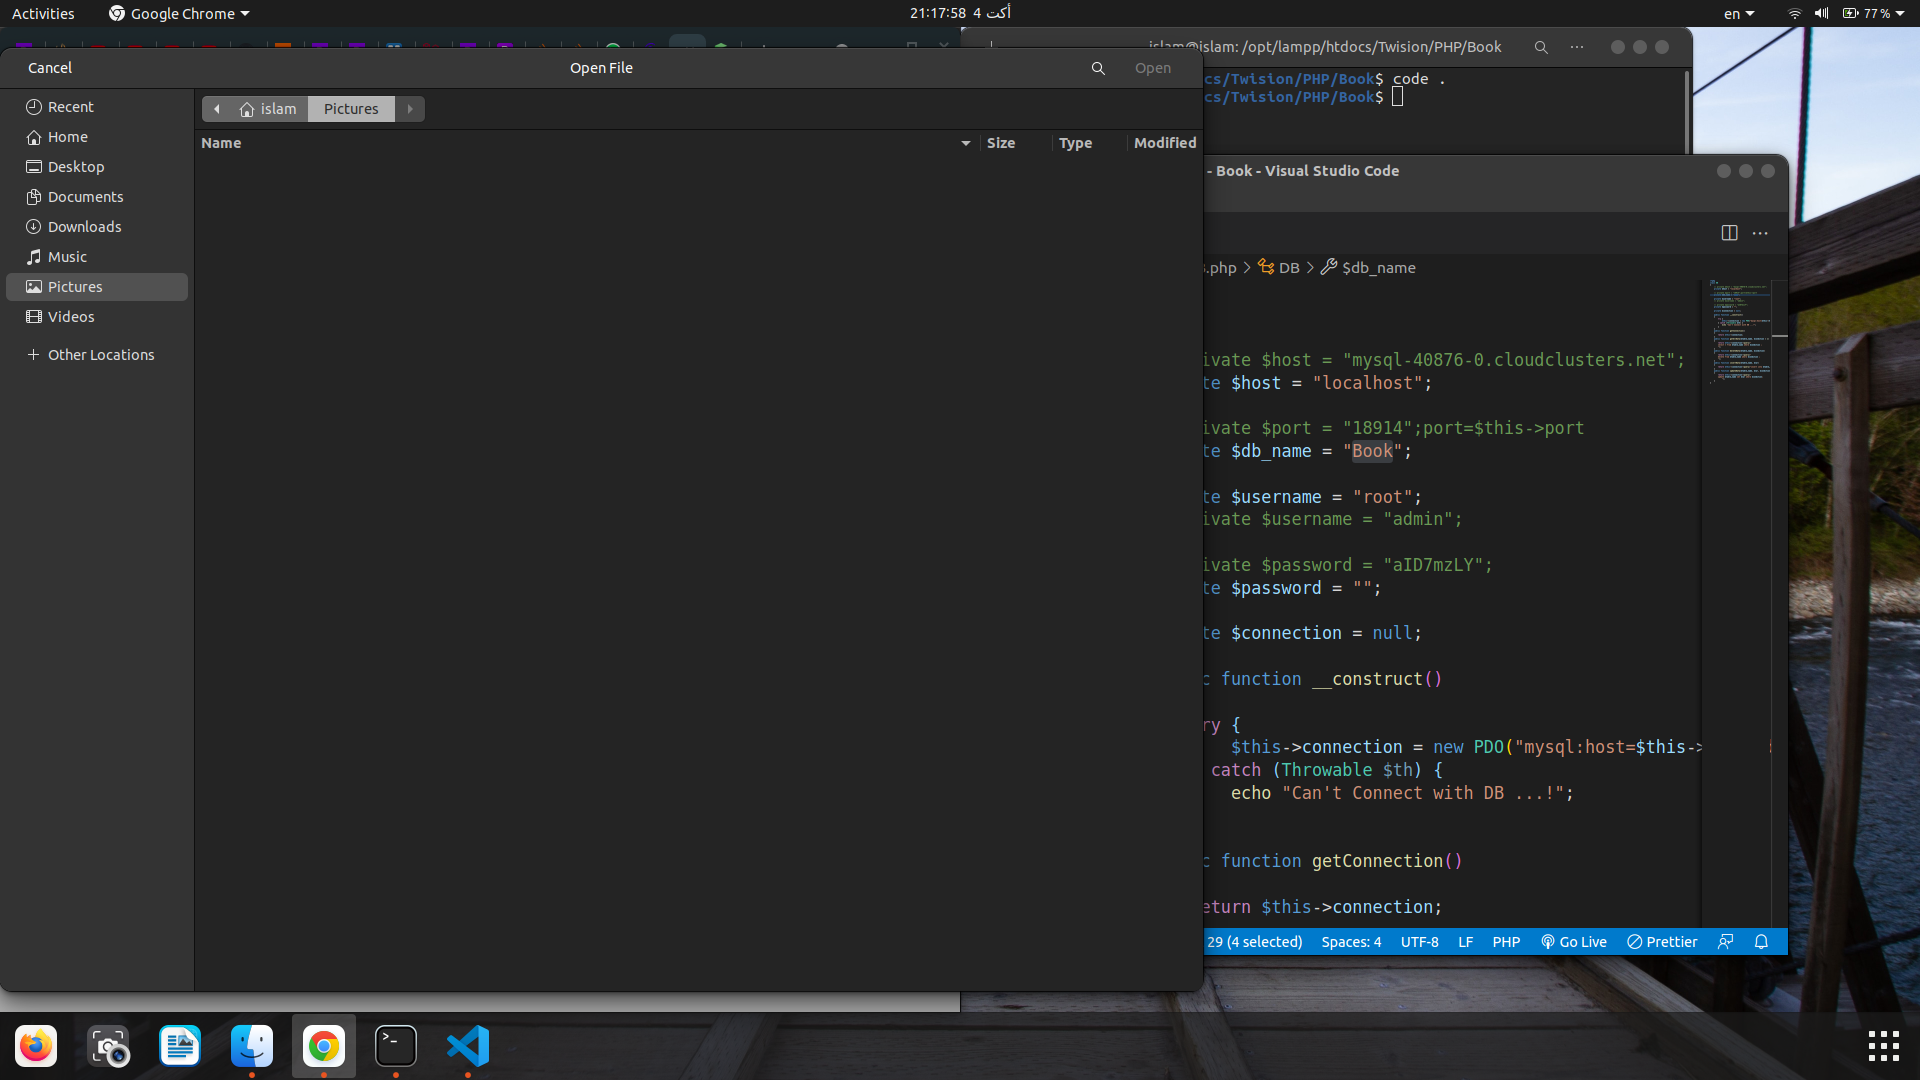 Activities
Google Chrome
21:17:58 4 أكت
en
77 %
Cancel
Open File
Open
Recent
Home
Desktop
Documents
Downloads
Music
Pictures
Videos
Other Locations
islam
Pictures
Name
Size
Type
Modified
islam@islam: /opt/lampp/htdocs/Twision/PHP/Book
cs/Twision/PHP/Book$ code .
cs/Twision/PHP/Book$
- Book - Visual Studio Code
.php > DB > $db_name
ivate $host = "mysql-40876-0.cloudclusters.net";
te $host = "localhost";
ivate $port = "18914";port=$this->port
te $db_name = "Book";
te $username = "root";
ivate $username = "admin";
ivate $password = "aID7mzLY";
te $password = "";
te $connection = null;
c function __construct()
ry {
$this->connection = new PDO("mysql:host=$this->
catch (Throwable $th) {
echo "Can't Connect with DB ...!";
c function getConnection()
eturn $this->connection;
29 (4 selected)
Spaces: 4
UTF-8
LF
PHP
Go Live
Prettier